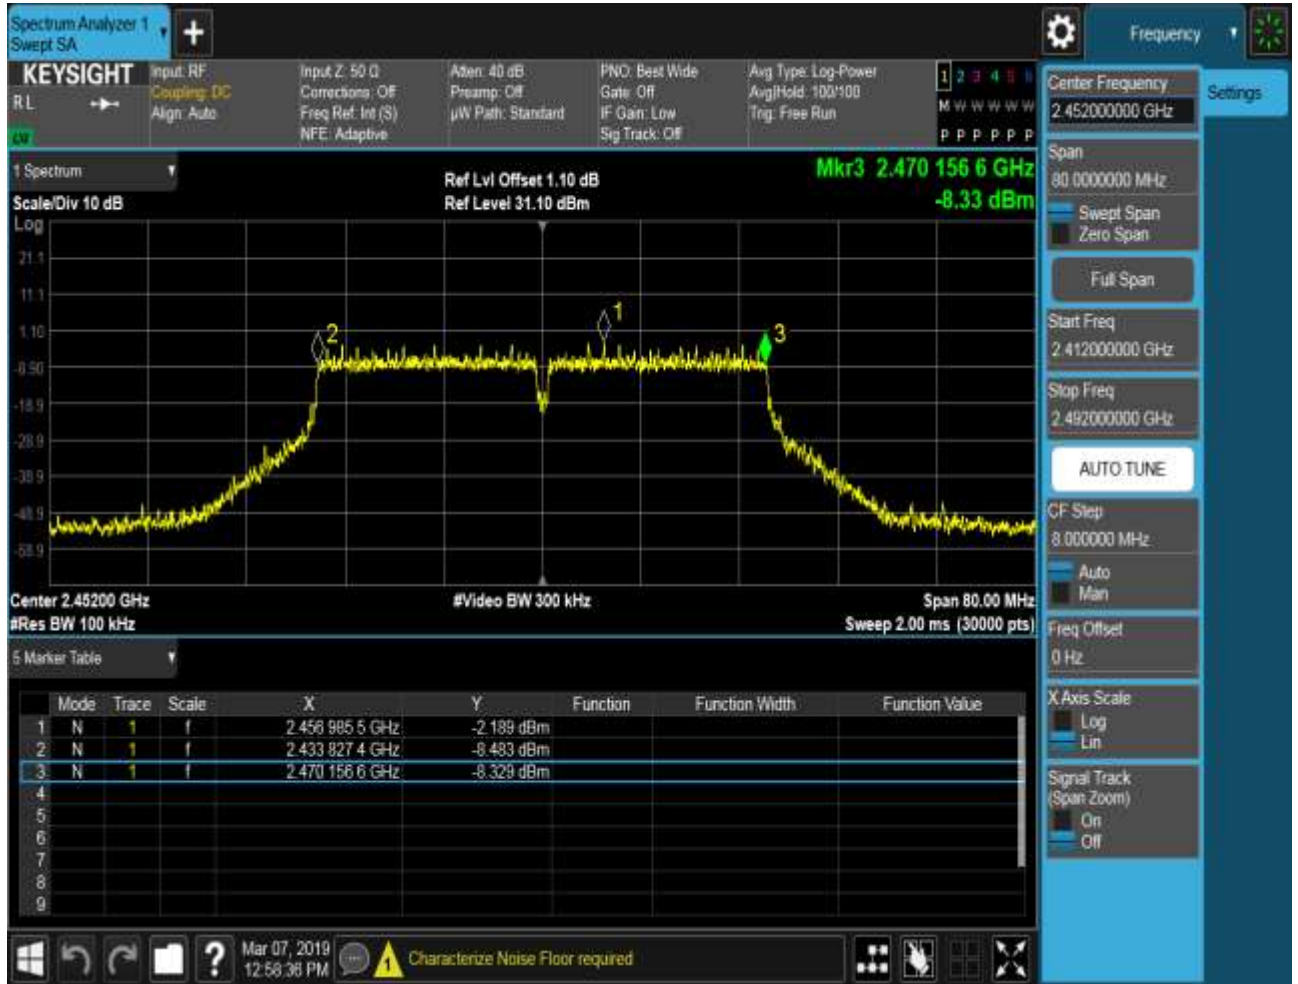 Spectrum Analyzer 1
Swept SA
+
Frequency
KEYSIGHT
R L
Input: RF
Coupling: DC
Align: Auto
Input Z: 50 Ω
Corrections: Off
Freq Ref: Int (S)
NFE: Adaptive
Atten: 40 dB
Preamp: Off
µW Path: Standard
PNO: Best Wide
Gate: Off
IF Gain: Low
Sig Track: Off
Avg Type: Log-Power
Avg|Hold: 100/100
Trig: Free Run
1 2 3 4 5 6
M W W W W W
P P P P P P
1 Spectrum
Scale/Div 10 dB
Ref Lvl Offset 1.10 dB
Ref Level 31.10 dBm
Mkr3 2.470 156 6 GHz
-8.33 dBm
Log
21.1
11.1
1.10
-8.90
-18.9
-28.9
-38.9
-48.9
-58.9
1
2
3
Center 2.45200 GHz
#Res BW 100 kHz
#Video BW 300 kHz
Span 80.00 MHz
Sweep 2.00 ms (30000 pts)
5 Marker Table
Mode Trace Scale X Y Function Function Width Function Value
1 N 1 f 2.456 985 5 GHz -2.189 dBm
2 N 1 f 2.433 827 4 GHz -8.483 dBm
3 N 1 f 2.470 156 6 GHz -8.329 dBm
4
5
6
7
8
9
Mar 07, 2019
12:58:36 PM
?
1
Characterize Noise Floor required
Center Frequency
2.452000000 GHz
Settings
Span
80.0000000 MHz
Swept Span
Zero Span
Full Span
Start Freq
2.412000000 GHz
Stop Freq
2.492000000 GHz
AUTO TUNE
CF Step
8.000000 MHz
Auto
Man
Freq Offset
0 Hz
X Axis Scale
Log
Lin
Signal Track
(Span Zoom)
On
Off